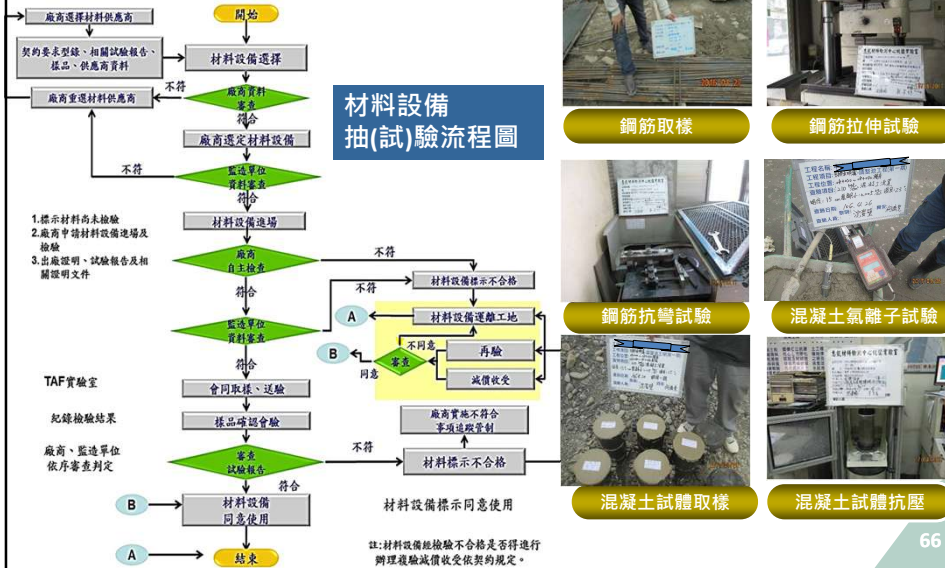 材料設備
抽(試)驗流程圖
開始
廠商選擇材料供應商
契約要求型錄、相關試驗報告、
樣品、供應商資料
材料設備選擇
廠商重選材料供應商
不符
廠商資料
審查
符合
廠商選定材料設備
不符
監造單位
資料審查
符合
1.標示材料尚未檢驗
2.廠商申請材料設備進場及
檢驗
3.出廠證明、試驗報告及相
關證明文件
材料設備進場
廠商
自主檢查
不符
符合
不符
材料設備標示不合格
監造單位
資料審查
A
材料設備運離工地
B
審查
不同意
同意
再驗
減價收受
符合
TAF實驗室
會同取樣、送驗
紀錄檢驗結果
樣品確認會驗
廠商實施不符合
事項追蹤管制
廠商、監造單位
依序審查判定
審查
試驗報告
不符
材料標示不合格
符合
B
材料設備
同意使用
材料設備標示同意使用
A
結束
註:材料設備經檢驗不合格是否得進行
辦理複驗減價收受依契約規定。
鋼筋取樣
鋼筋拉伸試驗
鋼筋抗彎試驗
混凝土氯離子試驗
混凝土試體取樣
混凝土試體抗壓
工程名稱
工程項目
工程位置
66